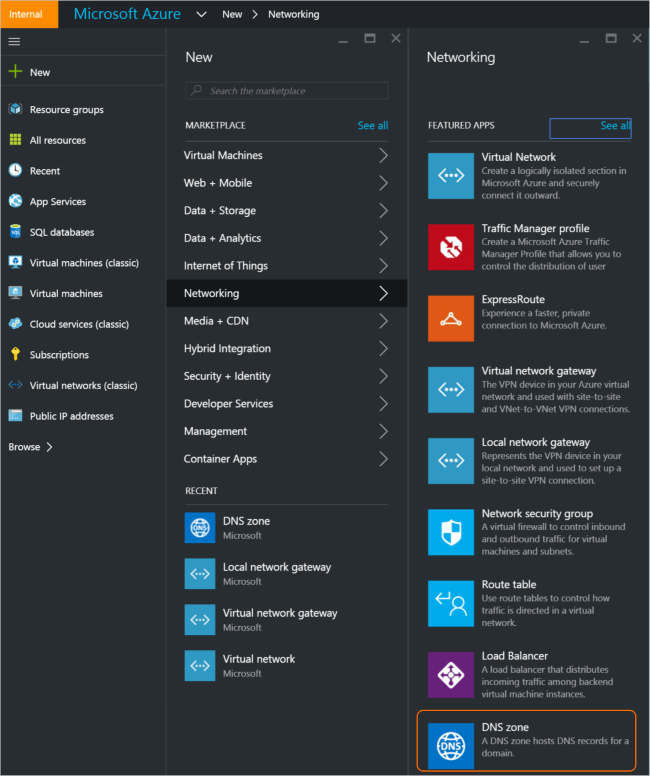 Internal
Microsoft Azure
New
Networking
New
Resource groups
All resources
Recent
App Services
SQL
SQL databases
Virtual machines (classic)
Virtual machines
Cloud services (classic)
Subscriptions
Virtual networks (classic)
Public IP addresses
Browse
New
Search the marketplace
MARKETPLACE
See all
Virtual Machines
Web + Mobile
Data + Storage
Data + Analytics
Internet of Things
Networking
Media + CDN
Hybrid Integration
Security + Identity
Developer Services
Management
Container Apps
RECENT
DNS
DNS zone
Microsoft
Local network gateway
Microsoft
Virtual network gateway
Microsoft
Virtual network
Microsoft
Networking
FEATURED APPS
See all
Virtual Network
Create a logically isolated section in
Microsoft Azure and securely
connect it outward.
Traffic Manager profile
Create a Microsoft Azure Traffic
Manager Profile that allows you to
control the distribution of user
ExpressRoute
Experience a faster, private
connection to Microsoft Azure.
Virtual network gateway
The VPN device in your Azure virtual
network and used with site-to-site
and VNet-to-VNet VPN connections.
Local network gateway
Represents the VPN device in your
local network and used to set up a
site-to-site VPN connection.
Network security group
A virtual firewall to control inbound
and outbound traffic for virtual
machines and subnets.
Route table
Use route tables to control how
traffic is directed in a virtual
network.
Load Balancer
A load balancer that distributes
incoming traffic among backend
virtual machine instances.
DNS
DNS zone
A DNS zone hosts DNS records for a
domain.